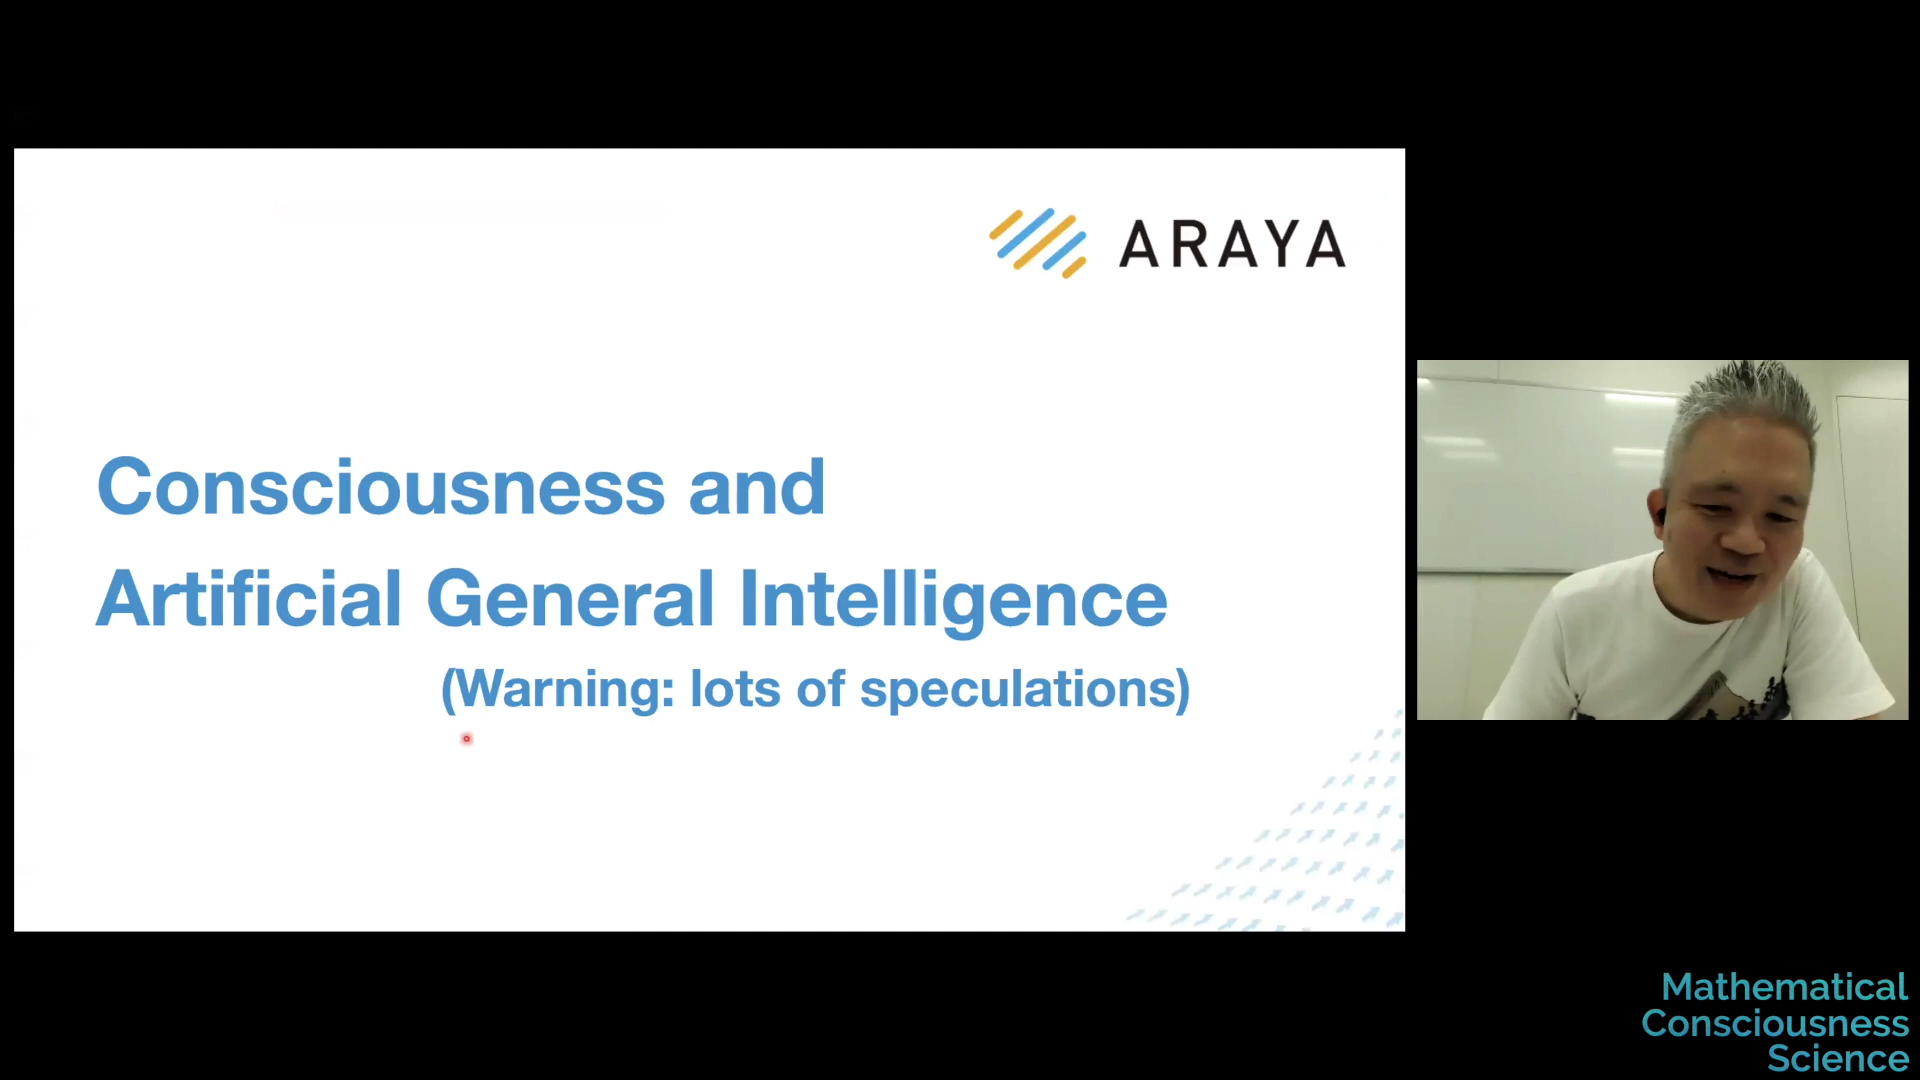 ARAYA
Consciousness and
Artificial General Intelligence
(Warning: lots of speculations)
Mathematical
Consciousness
Science